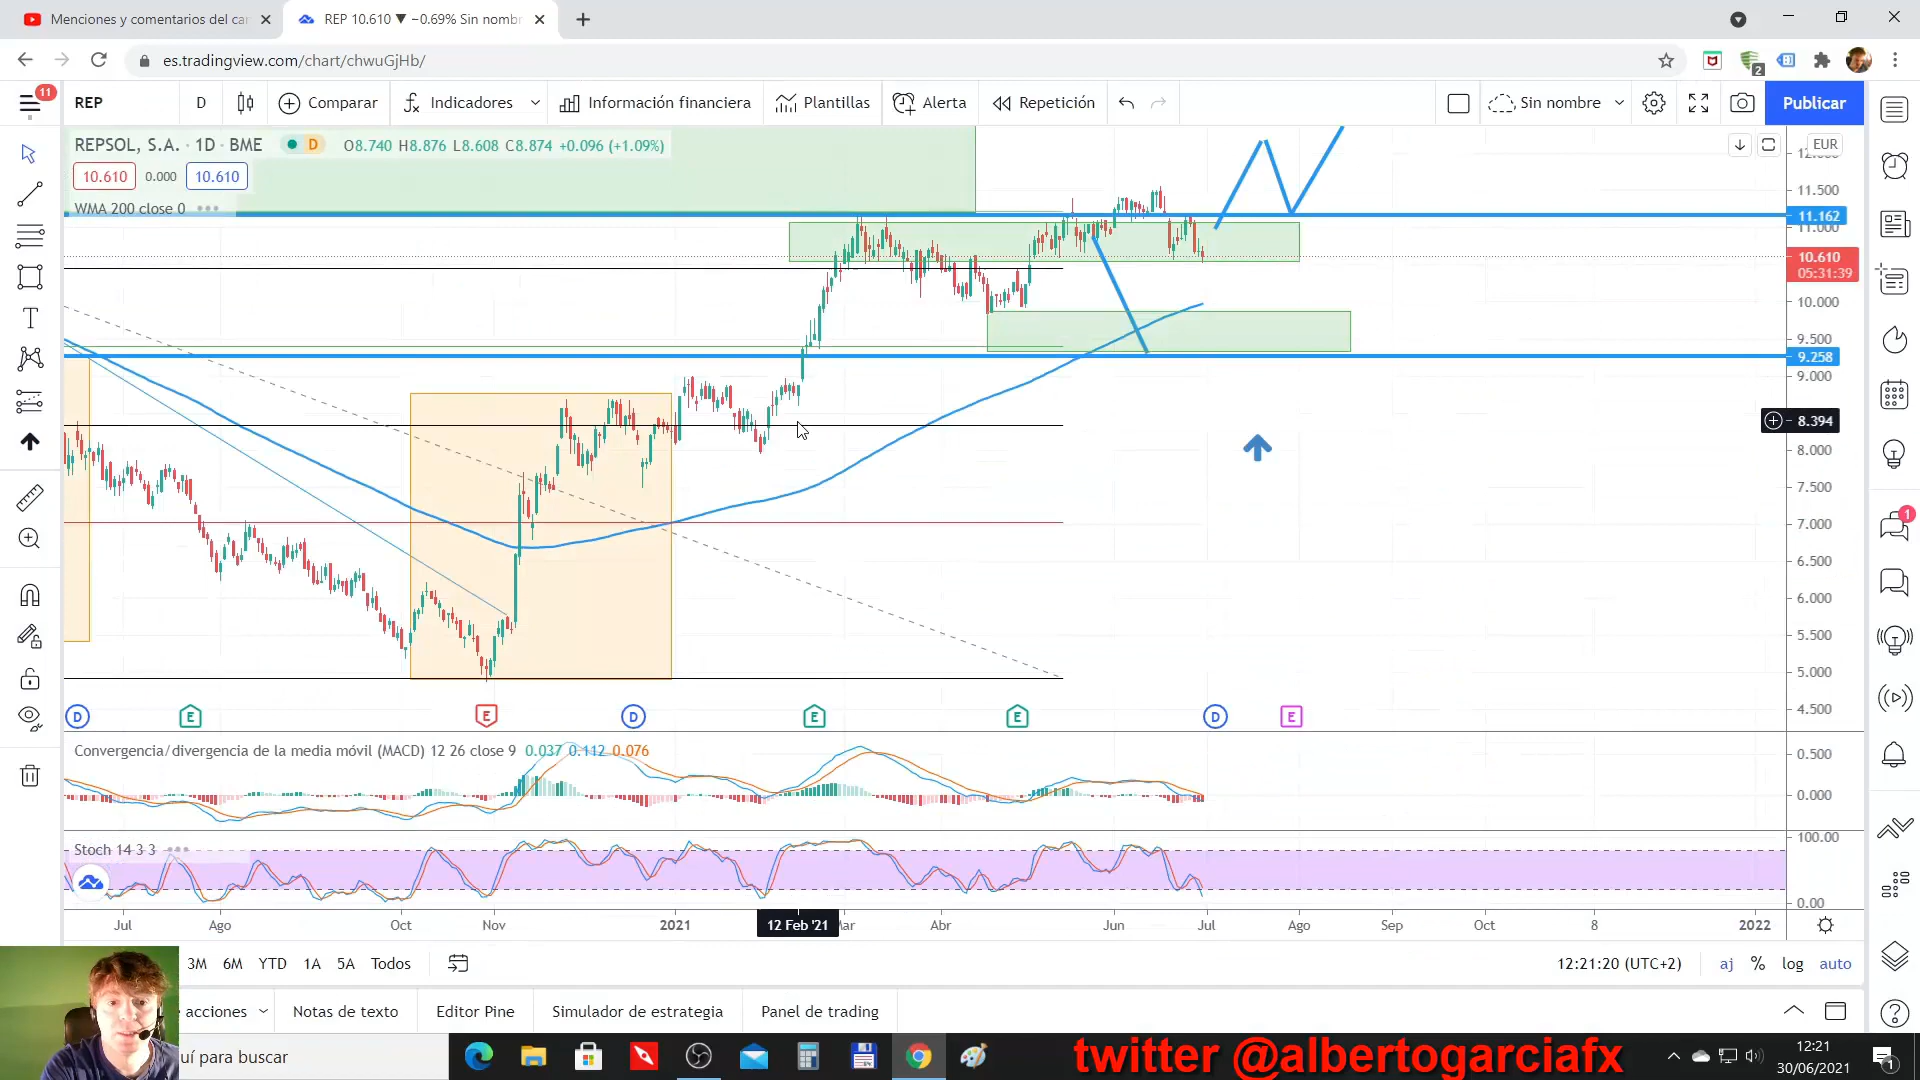 Menciones y comentarios del car
REP 10.610 ▼ −0.69% Sin nombr
es.tradingview.com/chart/chwuGjHb/
2
11
REP
D
Comparar
Indicadores
Información financiera
Plantillas
Alerta
Repetición
Sin nombre
Publicar
REPSOL, S.A. · 1D · BME
D
O8.740 H8.876 L8.608 C8.874 +0.096 (+1.09%)
EUR
10.610
0.000
10.610
WMA 200 close 0
11.500
11.162
11.000
10.610
05:31:39
10.000
9.500
9.258
9.000
8.394
8.000
7.500
7.000
6.500
6.000
5.500
5.000
4.500
1
D
E
E
D
E
E
D
E
Convergencia/divergencia de la media móvil (MACD) 12 26 close 9 0.037 0.112 0.076
0.500
0.000
Stoch 14 3 3
100.00
0.00
Jul
Ago
Oct
Nov
2021
12 Feb '21
Abr
Jun
Jul
Ago
Sep
Oct
8
2022
3M
6M
YTD
1A
5A
Todos
12:21:20 (UTC+2)
aj
%
log
auto
acciones
Notas de texto
Editor Pine
Simulador de estrategia
Panel de trading
uí para buscar
twitter @albertogarciafx
12:21
30/06/2021
1